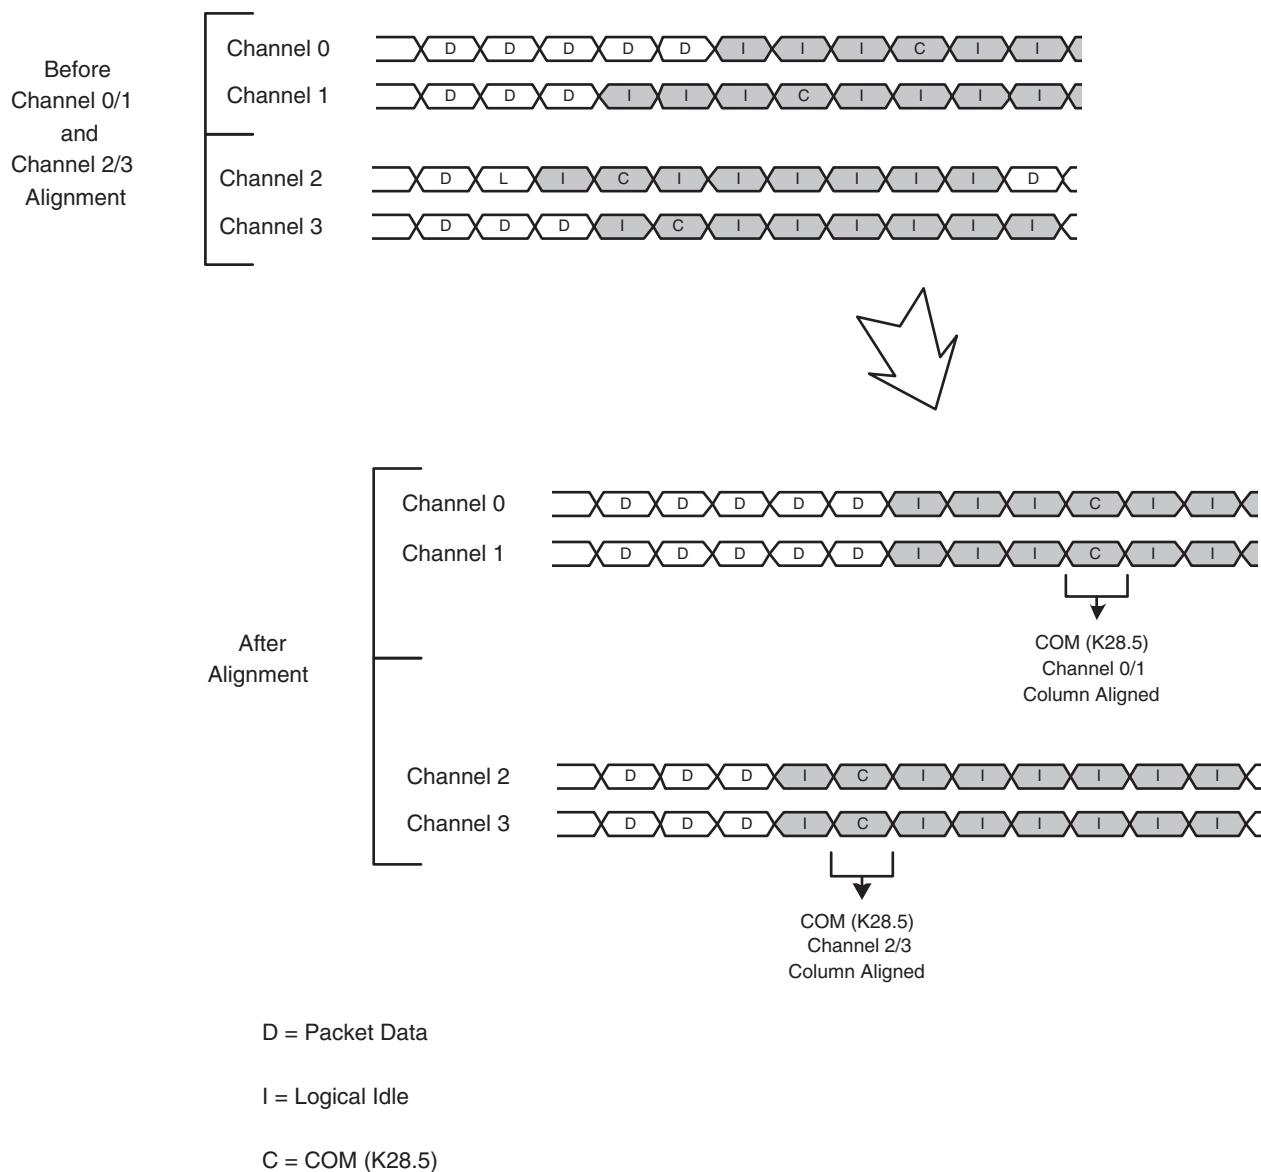 Before
Channel 0/1
and
Channel 2/3
Alignment
Channel 0 D D D D D I I I C I I
Channel 1 D D D I I I C I I I I
Channel 2 D L I C I I I I I I D
Channel 3 D D D I C I I I I I I
After
Alignment
Channel 0 D D D D D I I I C I I
Channel 1 D D D D D I I I C I I
COM (K28.5)
Channel 0/1
Column Aligned
Channel 2 D D D I C I I I I I I
Channel 3 D D D I C I I I I I I
COM (K28.5)
Channel 2/3
Column Aligned
D = Packet Data
I = Logical Idle
C = COM (K28.5)